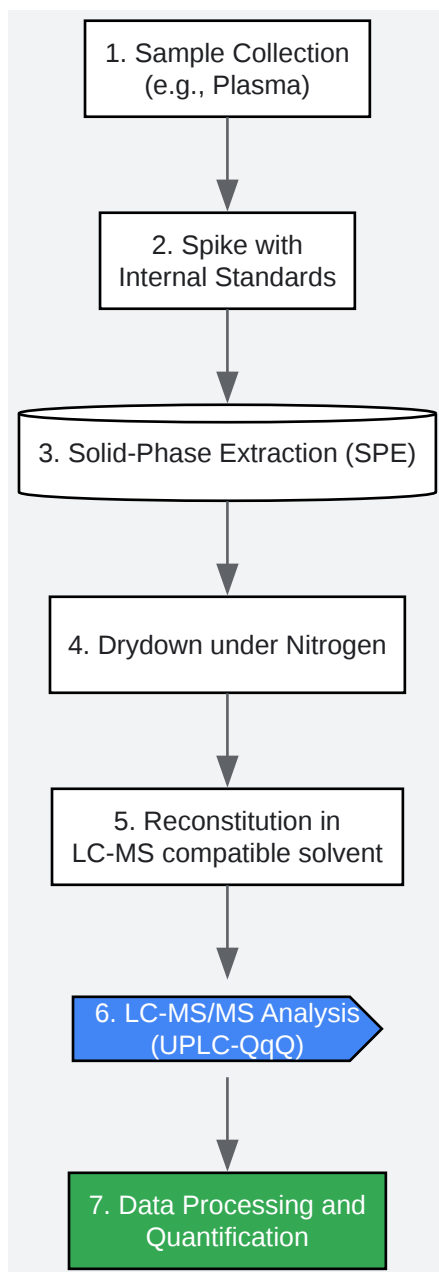 1. Sample Collection
(e.g., Plasma)
2. Spike with
Internal Standards
3. Solid-Phase Extraction (SPE)
4. Drydown under Nitrogen
5. Reconstitution in
LC-MS compatible solvent
6. LC-MS/MS Analysis
(UPLC-QqQ)
7. Data Processing and
Quantification